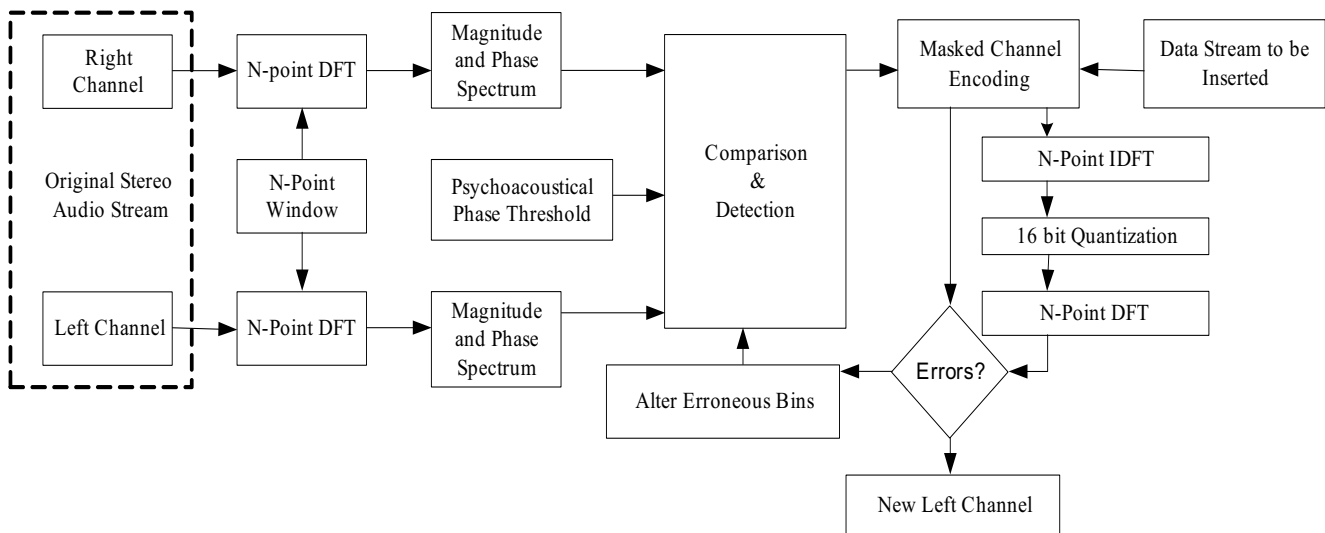 Right
Channel
N-point DFT
Magnitude
and Phase
Spectrum
Masked Channel
Encoding
Data Stream to be
Inserted
Original Stereo
Audio Stream
N-Point
Window
Psychoacoustical
Phase Threshold
Comparison
&
Detection
N-Point IDFT
16 bit Quantization
N-Point DFT
Left Channel
N-Point DFT
Magnitude
and Phase
Spectrum
Alter Erroneous Bins
Errors?
New Left Channel